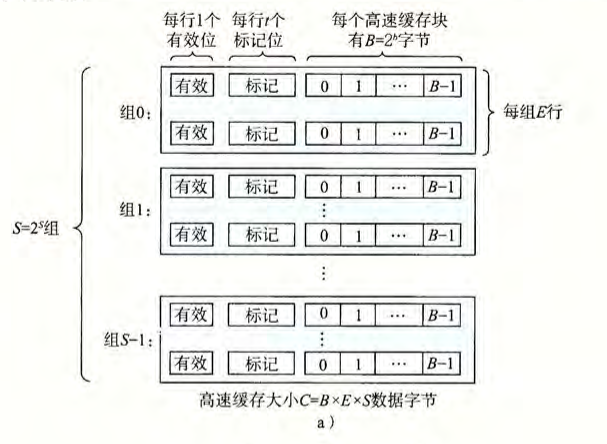 每行1个 每行t个 每个高速缓存块
有效位 标记位 有B=2ᵇ字节
有效 标记 0 1 … B−1
组0: 每组E行
有效 标记 0 1 … B−1
有效 标记 0 1 … B−1
组1: ⋮
有效 标记 0 1 … B−1
S=2ˢ组
⋮
有效 标记 0 1 … B−1
组S−1: ⋮
有效 标记 0 1 … B−1
高速缓存大小C=B×E×S数据字节
a）